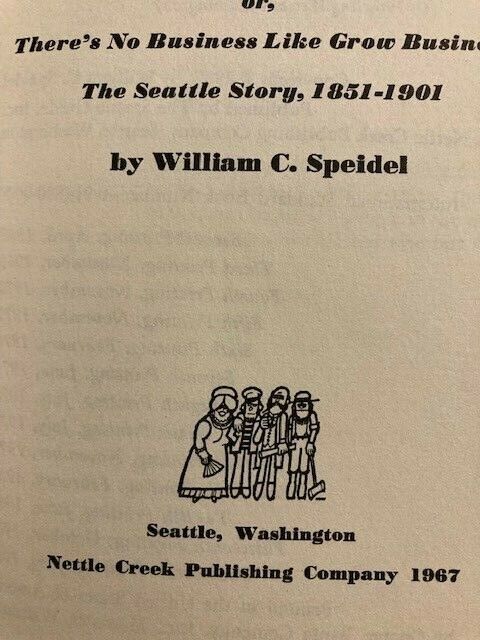 or,
There's No Business Like Grow Busin
The Seattle Story, 1851-1901
by William C. Speidel
Seattle, Washington
Nettle Creek Publishing Company 1967